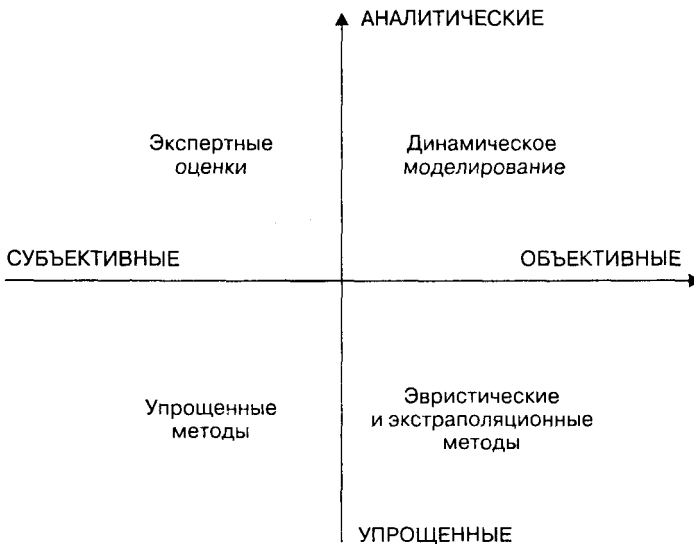 АНАЛИТИЧЕСКИЕ
Экспертные
оценки
Динамическое
моделирование
СУБЪЕКТИВНЫЕ
ОБЪЕКТИВНЫЕ
Упрощенные
методы
Эвристические
и экстраполяционные
методы
УПРОЩЕННЫЕ